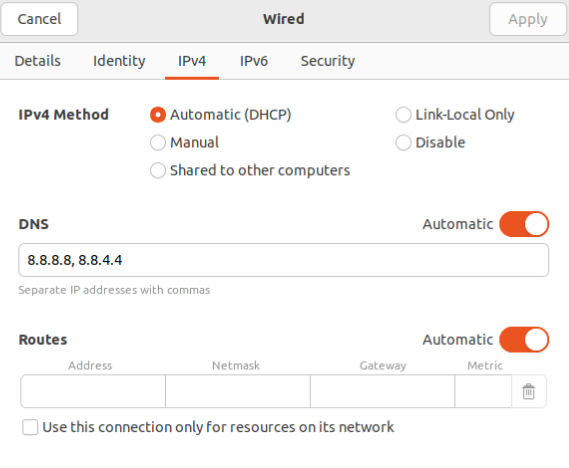 Cancel Wired Apply
Details Identity IPv4 IPv6 Security
IPv4 Method Automatic (DHCP) Link-Local Only
Manual Disable
Shared to other computers
DNS Automatic
8.8.8.8, 8.8.4.4
Separate IP addresses with commas
Routes Automatic
Address Netmask Gateway Metric
Use this connection only for resources on its network